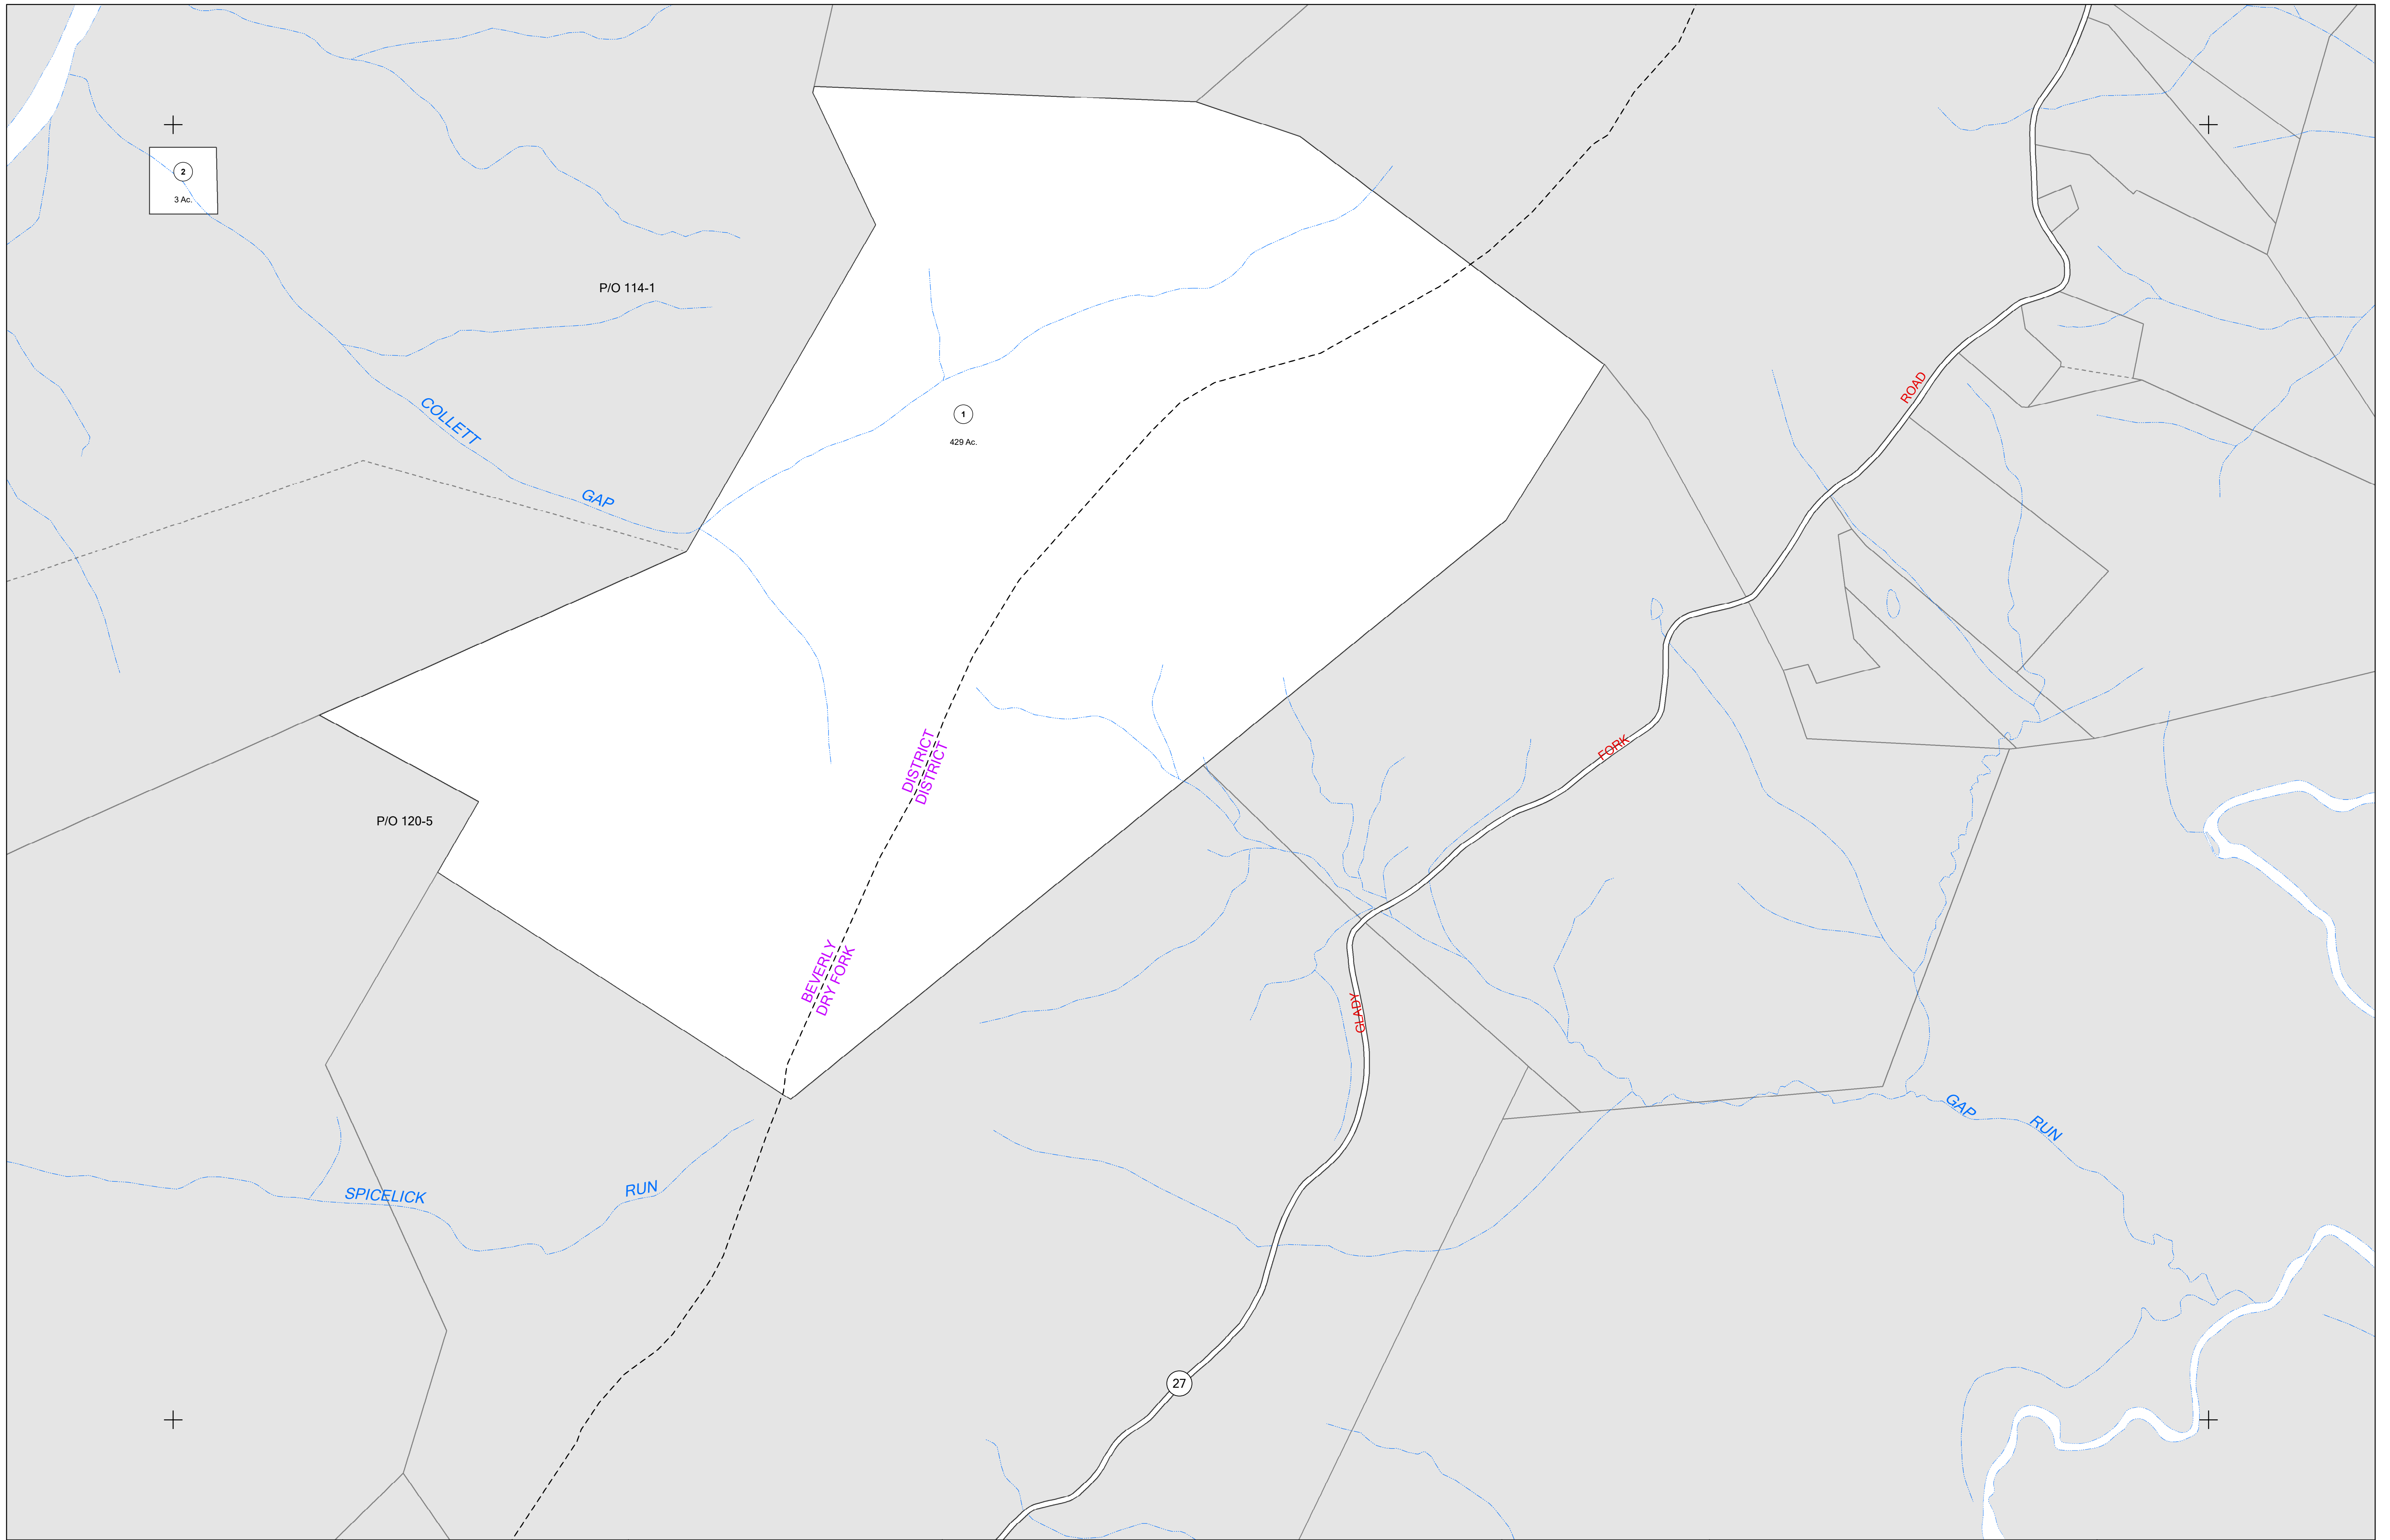 2
3 Ac.
P/O 114-1
COLLETT
GAP
1
429 Ac.
ROAD
FORK
DISTRICT
DISTRICT
P/O 120-5
BEVERLY
DRY FORK
GLADY
GAP
RUN
SPICELICK
RUN
27